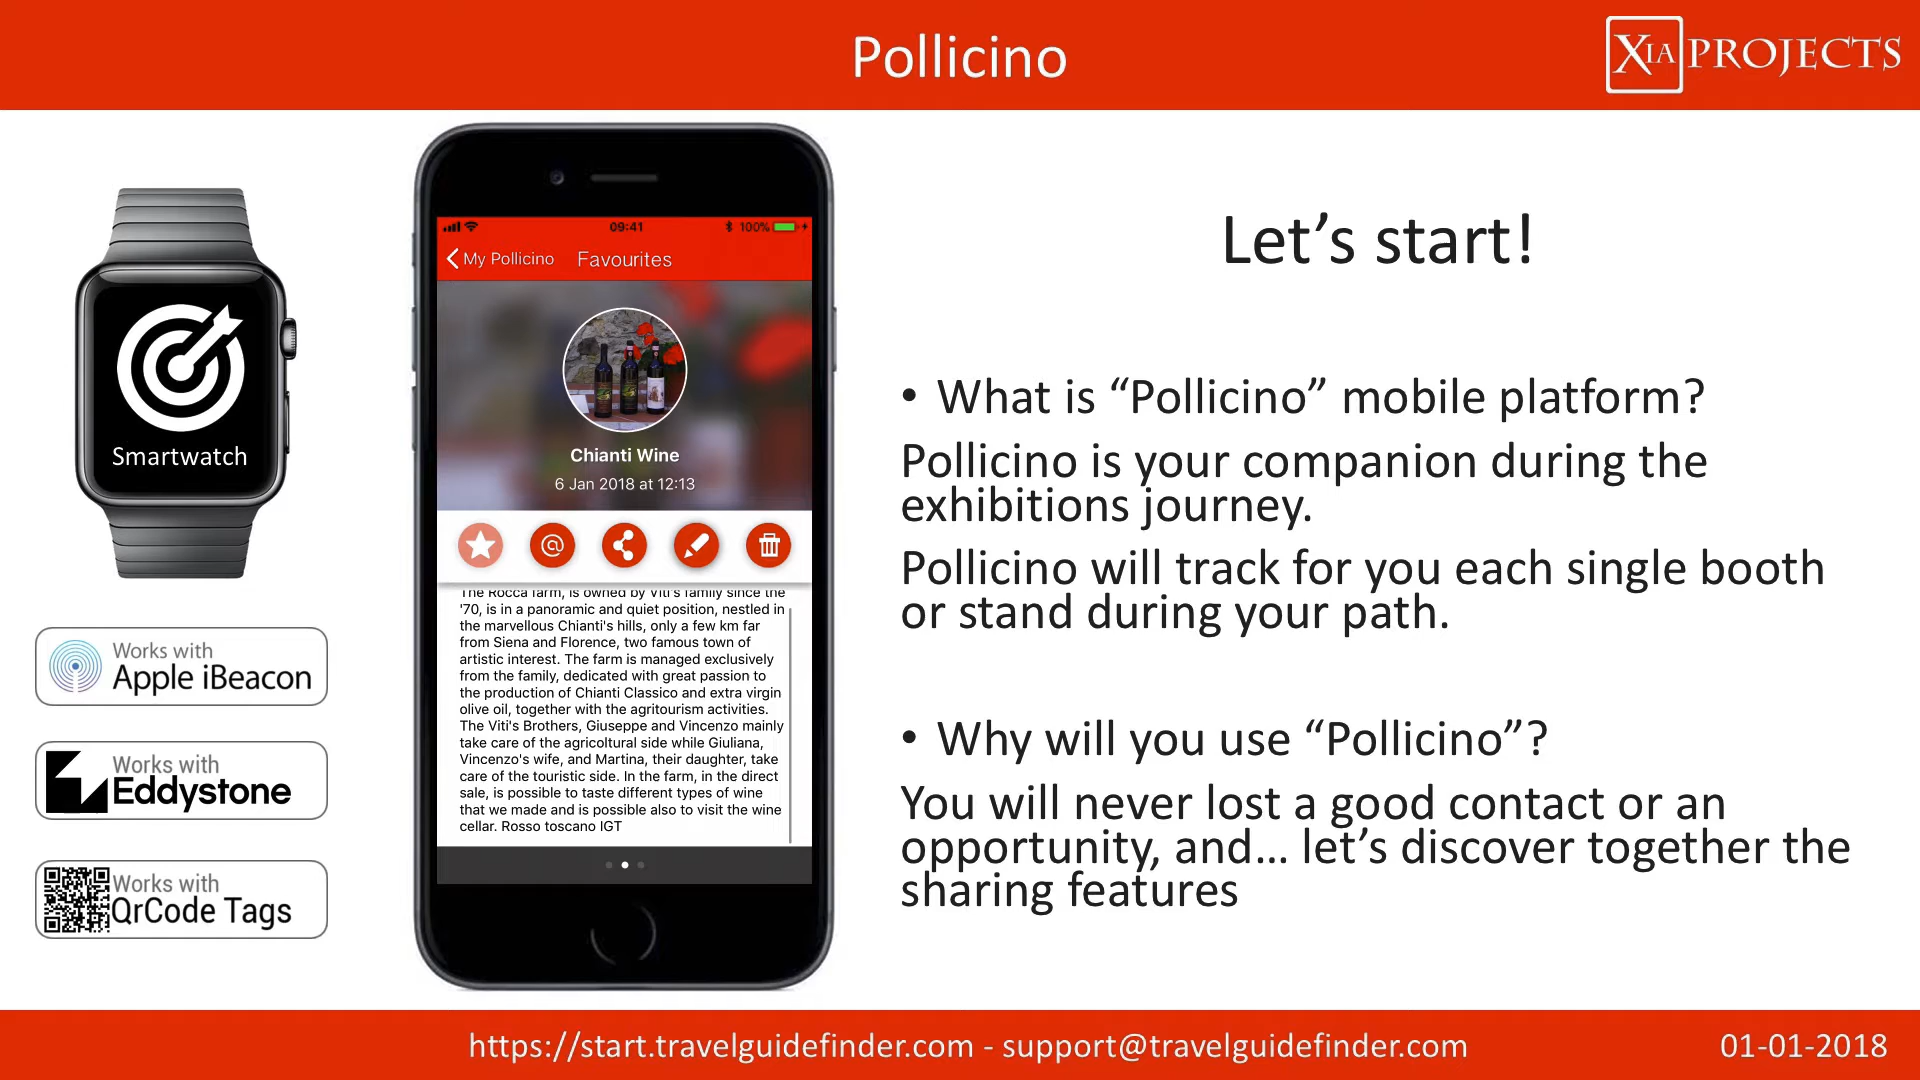 Pollicino
XIA PROJECTS
Smartwatch
Works with
Apple iBeacon
Works with
Eddystone
Works with
QrCode Tags
09:41
100%
My Pollicino
Favourites
Chianti Wine
6 Jan 2018 at 12:13
@
The Rocca farm, is owned by Viti's family since the
'70, is in a panoramic and quiet position, nestled in
the marvellous Chianti's hills, only a few km far
from Siena and Florence, two famous town of
artistic interest. The farm is managed exclusively
from the family, dedicated with great passion to
the production of Chianti Classico and extra virgin
olive oil, together with the agritourism activities.
The Viti's Brothers, Giuseppe and Vincenzo mainly
take care of the agricoltural side while Giuliana,
Vincenzo's wife, and Martina, their daughter, take
care of the touristic side. In the farm, in the direct
sale, is possible to taste different types of wine
that we made and is possible also to visit the wine
cellar. Rosso toscano IGT
Let's start!
• What is “Pollicino” mobile platform?
Pollicino is your companion during the
exhibitions journey.
Pollicino will track for you each single booth
or stand during your path.
• Why will you use “Pollicino”?
You will never lost a good contact or an
opportunity, and… let’s discover together the
sharing features
https://start.travelguidefinder.com - support@travelguidefinder.com
01-01-2018